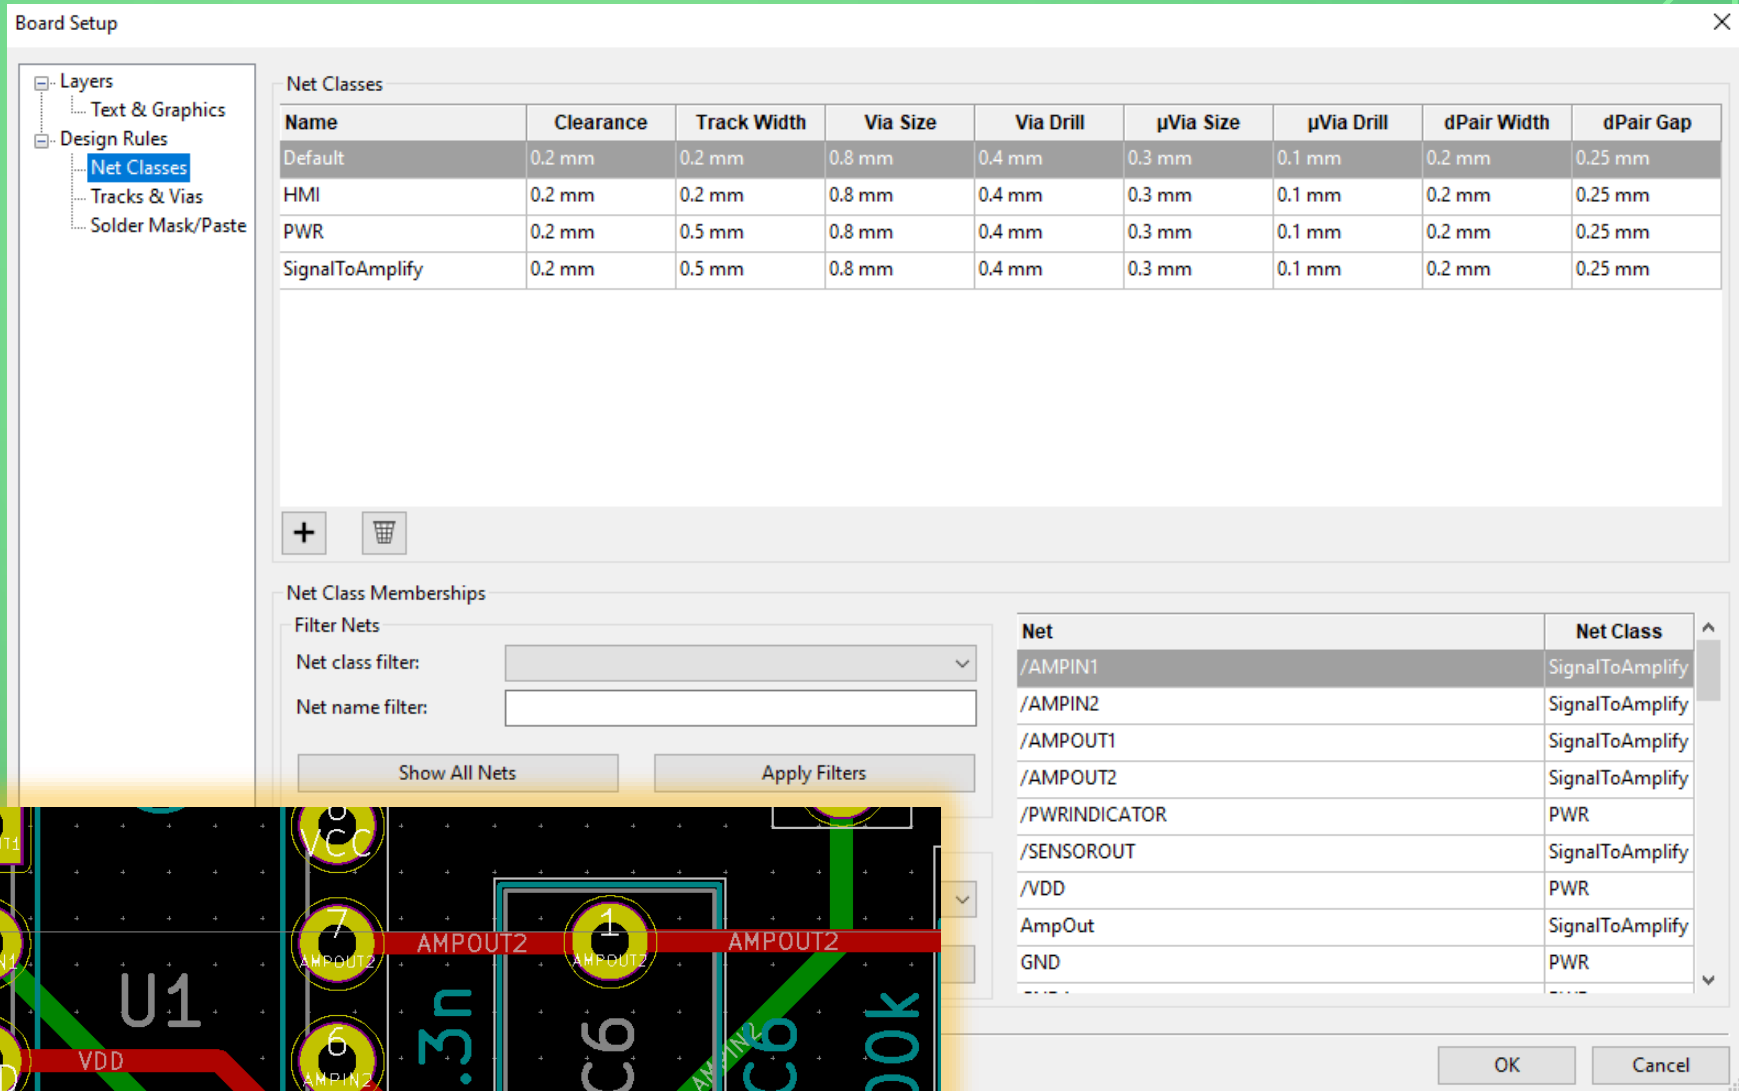 Board Setup
Layers
Text & Graphics
Design Rules
Net Classes
Tracks & Vias
Solder Mask/Paste
Net Classes
Name Clearance Track Width Via Size Via Drill µVia Size µVia Drill dPair Width dPair Gap
Default 0.2 mm 0.2 mm 0.8 mm 0.4 mm 0.3 mm 0.1 mm 0.2 mm 0.25 mm
HMI 0.2 mm 0.2 mm 0.8 mm 0.4 mm 0.3 mm 0.1 mm 0.2 mm 0.25 mm
PWR 0.2 mm 0.5 mm 0.8 mm 0.4 mm 0.3 mm 0.1 mm 0.2 mm 0.25 mm
SignalToAmplify 0.2 mm 0.5 mm 0.8 mm 0.4 mm 0.3 mm 0.1 mm 0.2 mm 0.25 mm
+
Net Class Memberships
Filter Nets
Net class filter:
Net name filter:
Show All Nets Apply Filters
Net Net Class
/AMPIN1 SignalToAmplify
/AMPIN2 SignalToAmplify
/AMPOUT1 SignalToAmplify
/AMPOUT2 SignalToAmplify
/PWRINDICATOR PWR
/SENSOROUT SignalToAmplify
/VDD PWR
AmpOut SignalToAmplify
GND PWR
OK Cancel
8
VCC
7
AMPOUT2
AMPOUT2
1
AMPOUT2
AMPOUT2
U1
VDD
6
AMPIN2
.3n
C6
AMPIN2
C6
00k